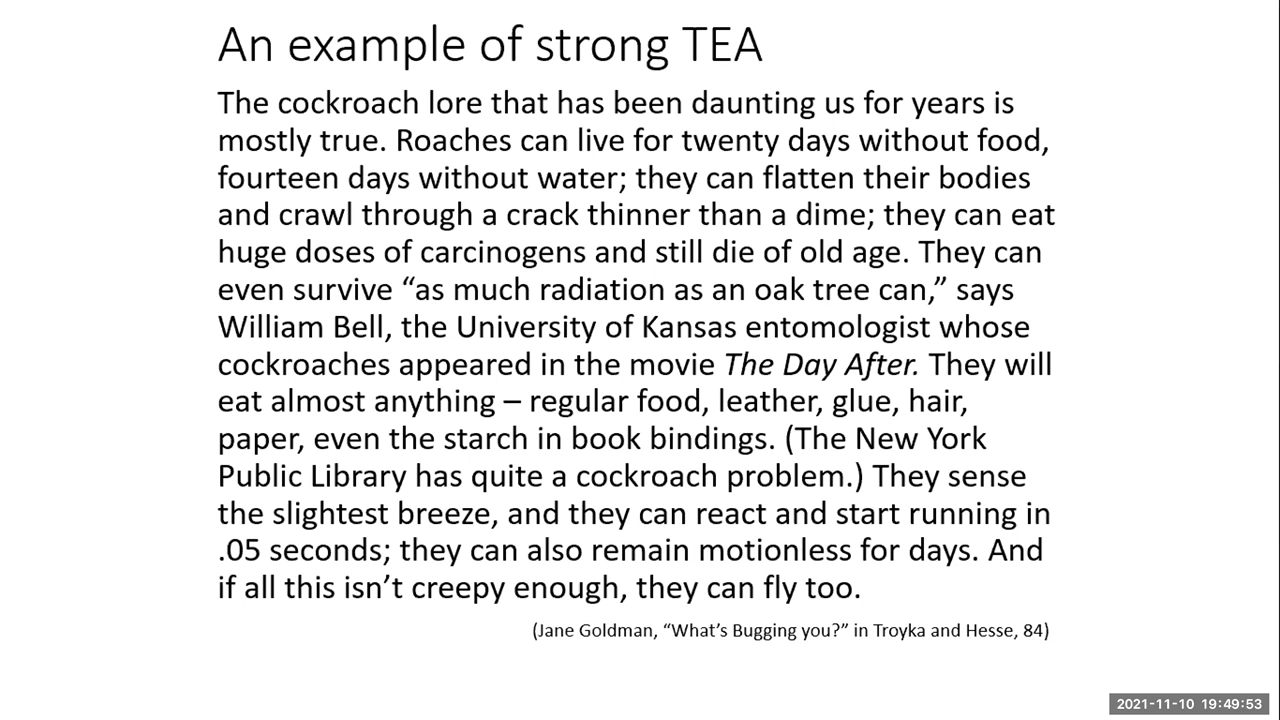 An example of strong TEA
The cockroach lore that has been daunting us for years is
mostly true. Roaches can live for twenty days without food,
fourteen days without water; they can flatten their bodies
and crawl through a crack thinner than a dime; they can eat
huge doses of carcinogens and still die of old age. They can
even survive “as much radiation as an oak tree can,” says
William Bell, the University of Kansas entomologist whose
cockroaches appeared in the movie The Day After. They will
eat almost anything – regular food, leather, glue, hair,
paper, even the starch in book bindings. (The New York
Public Library has quite a cockroach problem.) They sense
the slightest breeze, and they can react and start running in
.05 seconds; they can also remain motionless for days. And
if all this isn’t creepy enough, they can fly too.
(Jane Goldman, “What’s Bugging you?” in Troyka and Hesse, 84)
2021-11-10 19:49:53